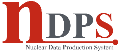 nDPS.
Nuclear Data Production System